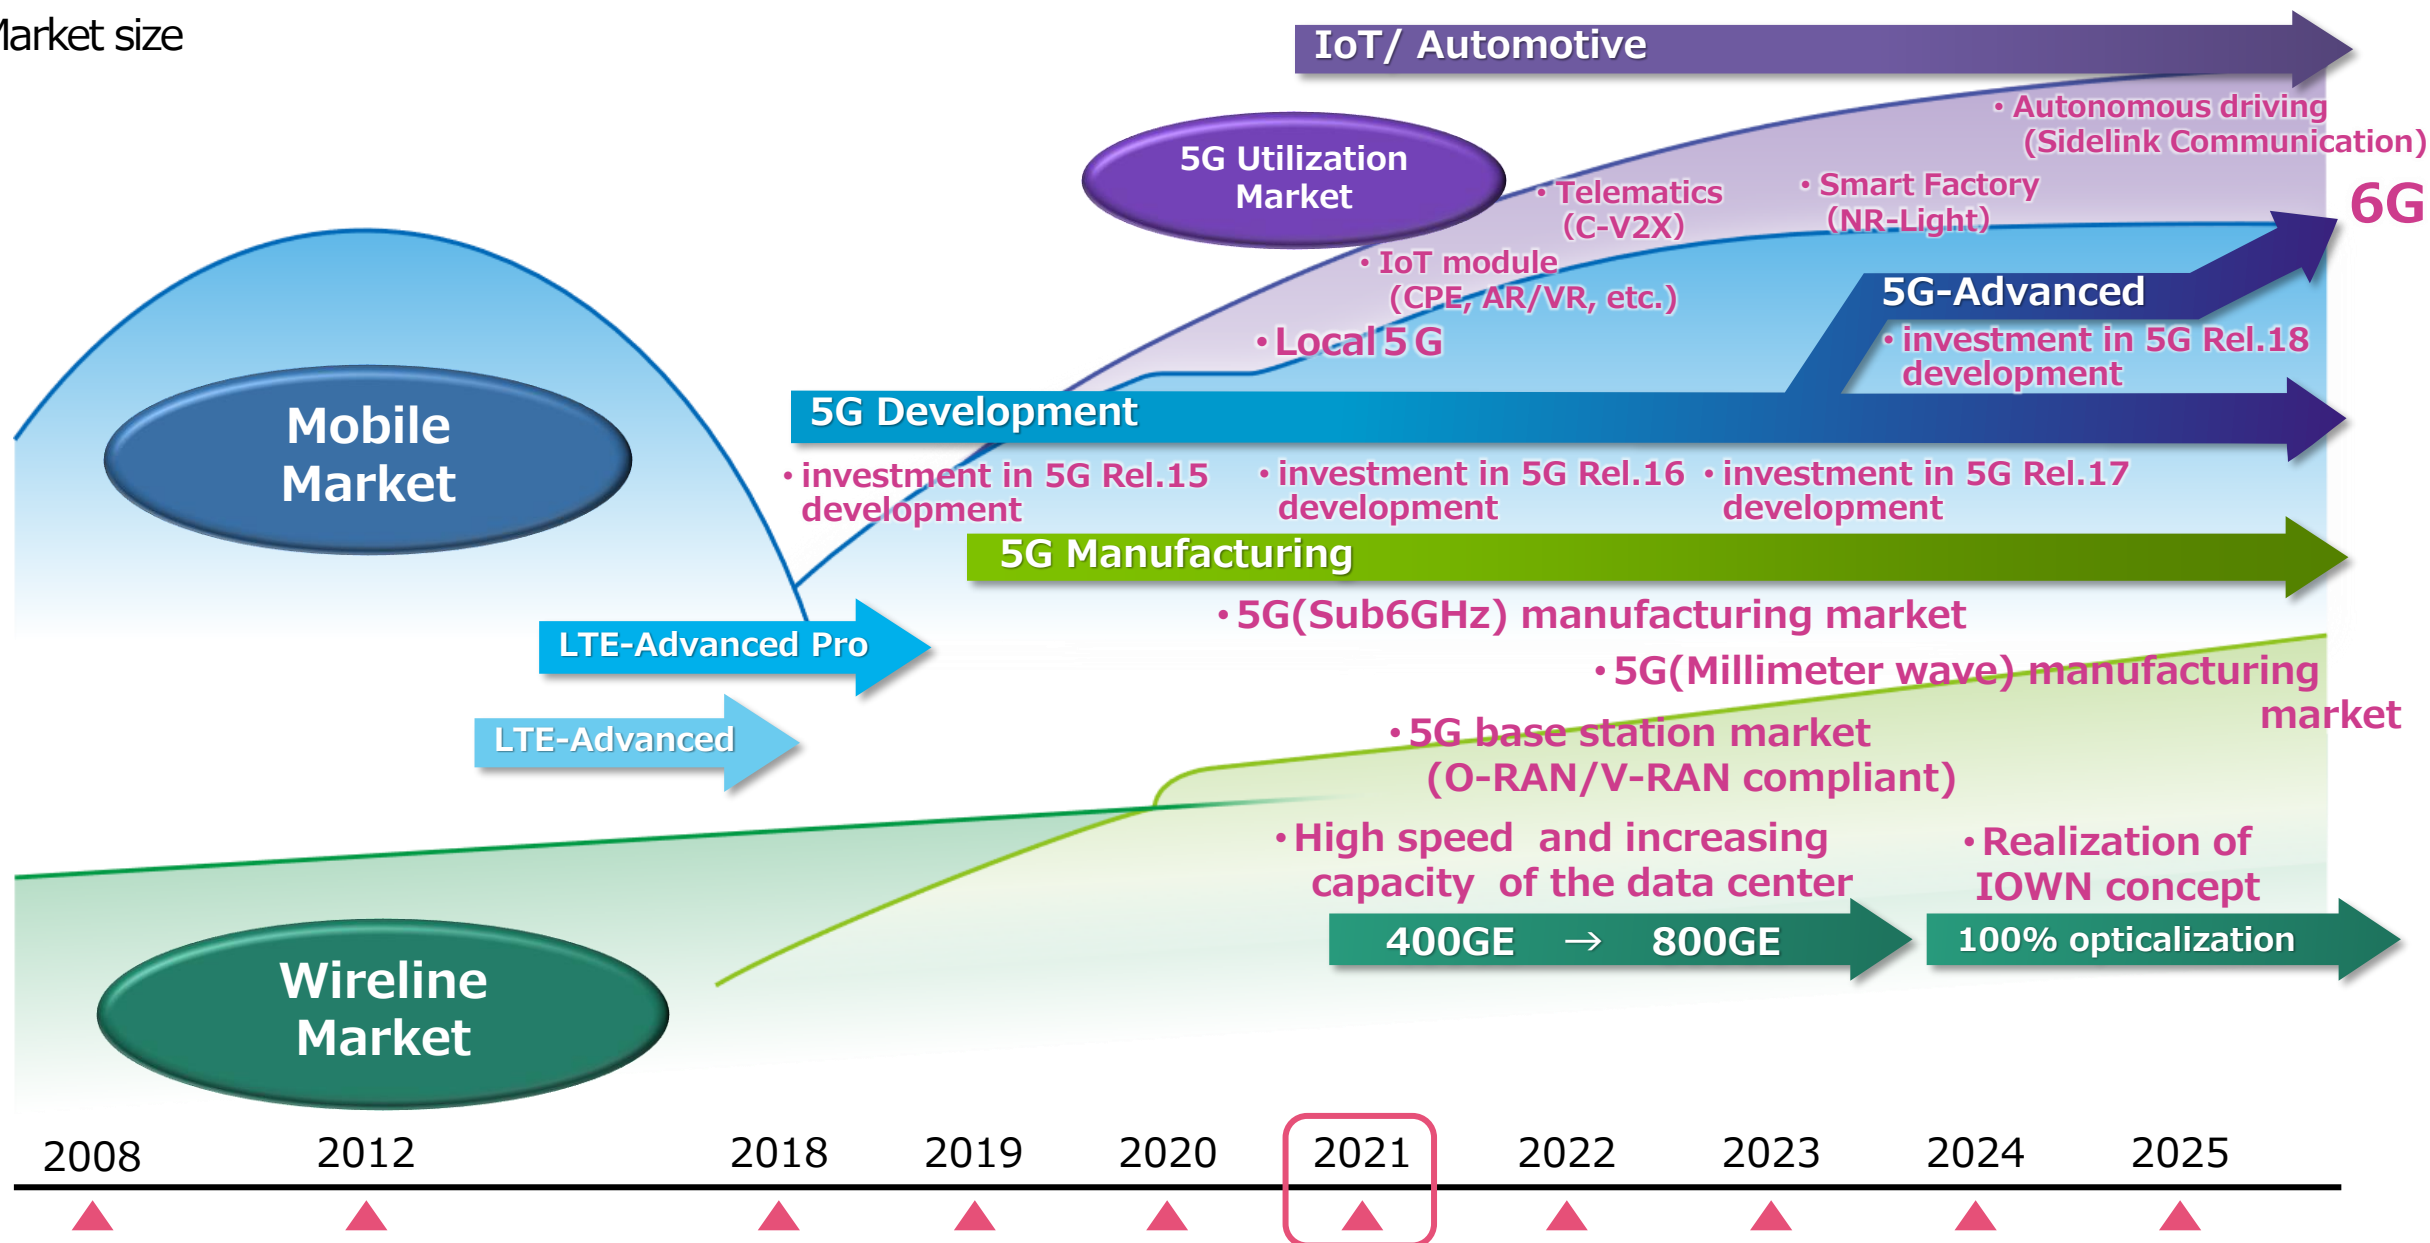 Market size
IoT/ Automotive
・Autonomous driving
(Sidelink Communication)
5G Utilization
Market
・Telematics
(C-V2X)
・Smart Factory
(NR-Light)
6G
・IoT module
(CPE, AR/VR, etc.)
・Local 5G
5G-Advanced
・investment in 5G Rel.18
development
Mobile
Market
5G Development
・investment in 5G Rel.15
development
・investment in 5G Rel.16
development
・investment in 5G Rel.17
development
5G Manufacturing
・5G(Sub6GHz) manufacturing market
LTE-Advanced Pro
・5G(Millimeter wave) manufacturing
market
LTE-Advanced
・5G base station market
(O-RAN/V-RAN compliant)
・High speed and increasing
capacity of the data center
・Realization of
IOWN concept
400GE → 800GE
100% opticalization
Wireline
Market
2008 2012 2018 2019 2020 2021 2022 2023 2024 2025